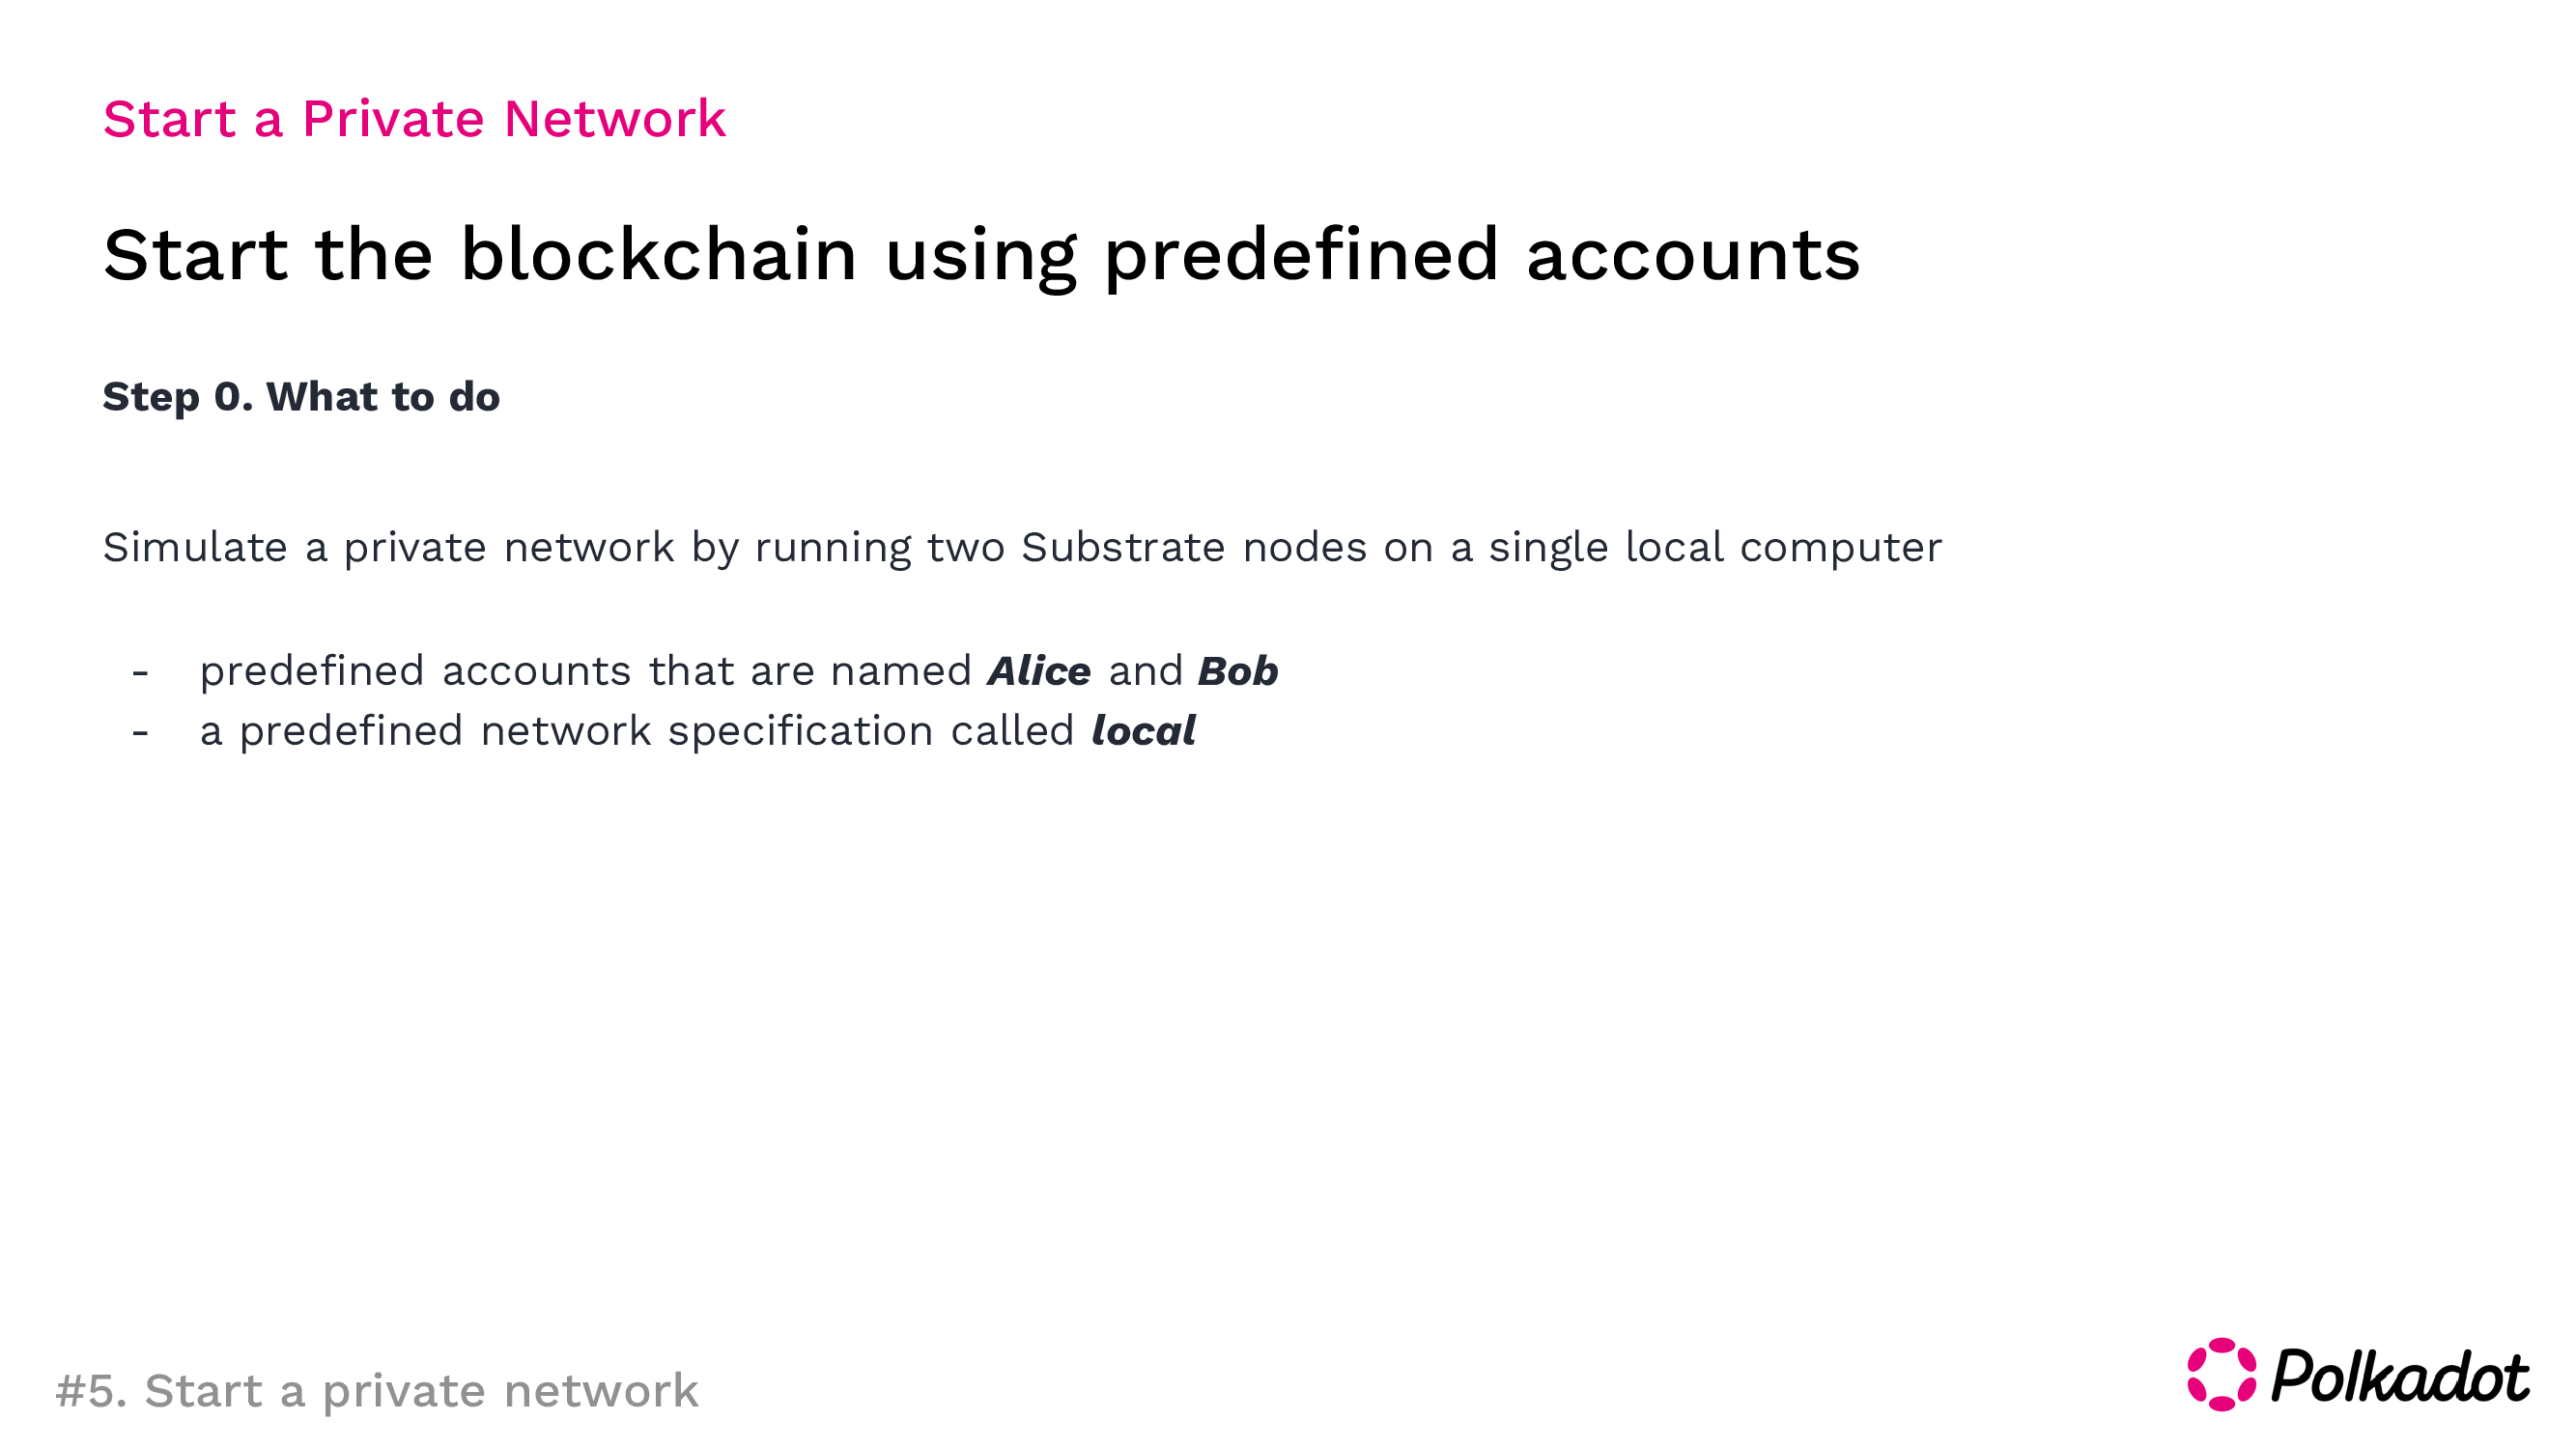 Start a Private Network
Start the blockchain using predefined accounts
Step 0. What to do
Simulate a private network by running two Substrate nodes on a single local computer
- predefined accounts that are named Alice and Bob
- a predefined network specification called local
#5. Start a private network
Polkadot